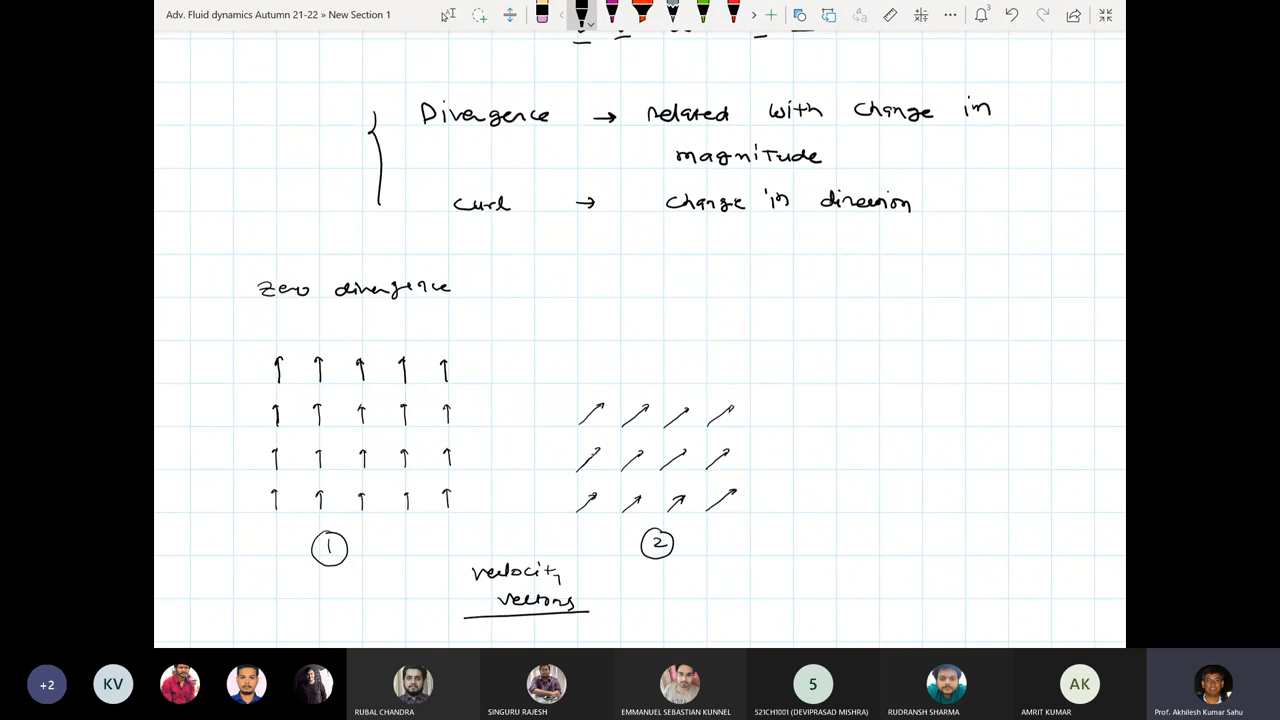 Adv. Fluid dynamics Autumn 21-22 » New Section 1
3
Divergence → related with change in
magnitude
curl → change in direction
Zero divergence
1
2
velocity
vectors
+2
KV
5
AK
RUBAL CHANDRA
SINGURU RAJESH
EMMANUEL SEBASTIAN KUNNEL
521CH1001 (DEVIPRASAD MISHRA)
RUDRANSH SHARMA
AMRIT KUMAR
Prof. Akhilesh Kumar Sahu